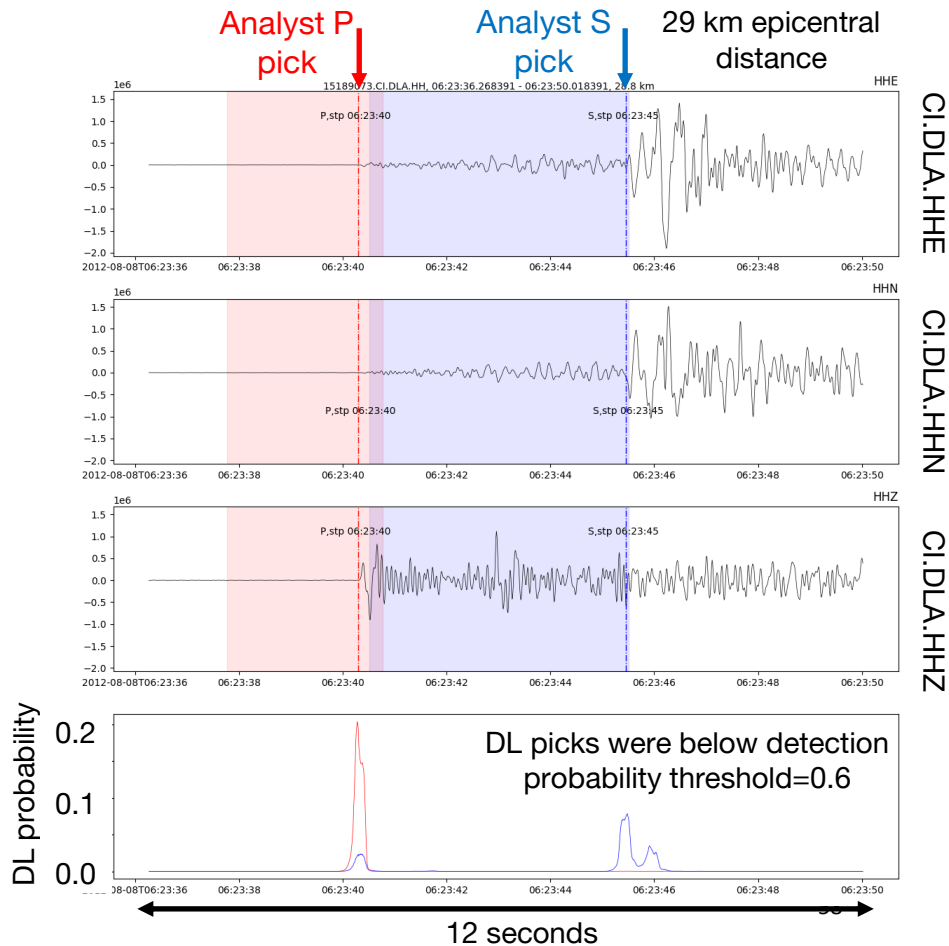 Analyst P
pick
Analyst S
pick
29 km epicentral
distance
15189073.CI.DLA.HH, 06:23:36.268391 - 06:23:50.018391, 28.8 km
1e6
HHE
P,stp 06:23:40
S,stp 06:23:45
1.5
1.0
0.5
0.0
−0.5
−1.0
−1.5
−2.0
2012-08-08T06:23:36
06:23:38
06:23:40
06:23:42
06:23:44
06:23:46
06:23:48
06:23:50
CI.DLA.HHE
1e6
HHN
1.5
1.0
0.5
0.0
−0.5
−1.0
−1.5
−2.0
P,stp 06:23:40
S,stp 06:23:45
2012-08-08T06:23:36
06:23:38
06:23:40
06:23:42
06:23:44
06:23:46
06:23:48
06:23:50
CI.DLA.HHN
1e6
HHZ
P,stp 06:23:40
S,stp 06:23:45
1.5
1.0
0.5
0.0
−0.5
−1.0
−1.5
−2.0
2012-08-08T06:23:36
06:23:38
06:23:40
06:23:42
06:23:44
06:23:46
06:23:48
06:23:50
CI.DLA.HHZ
DL probability
0.2
0.1
0.0
DL picks were below detection
probability threshold=0.6
08T06:23:36
06:23:38
06:23:40
06:23:42
06:23:44
06:23:46
06:23:48
06:23:50
12 seconds